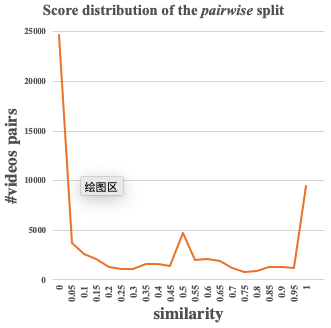 Score distribution of the pairwise split
25000
20000
15000
10000
5000
0
#videos pairs
绘图区
0 0.05 0.1 0.15 0.2 0.25 0.3 0.35 0.4 0.45 0.5 0.55 0.6 0.65 0.7 0.75 0.8 0.85 0.9 0.95 1
similarity